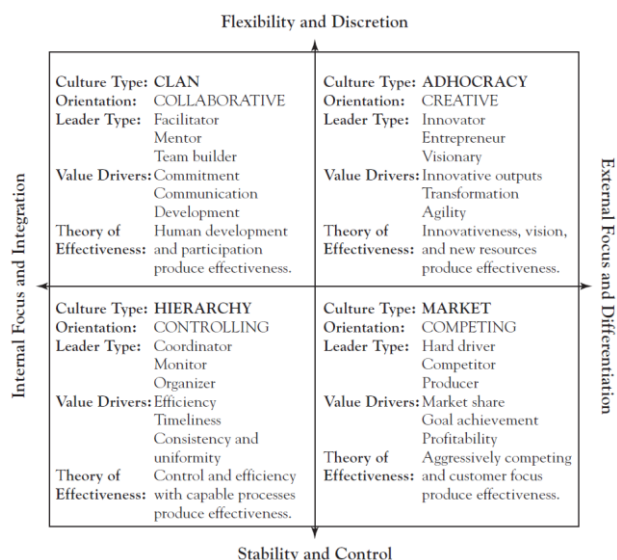 Flexibility and Discretion
Internal Focus and Integration
Culture Type: CLAN
Orientation: COLLABORATIVE
Leader Type: Facilitator
Mentor
Team builder
Value Drivers: Commitment
Communication
Development
Theory of Human development
Effectiveness: and participation
produce effectiveness.
Culture Type: ADHOCRACY
Orientation: CREATIVE
Leader Type: Innovator
Entrepreneur
Visionary
Value Drivers: Innovative outputs
Transformation
Agility
Theory of Innovativeness, vision,
Effectiveness: and new resources
produce effectiveness.
Culture Type: HIERARCHY
Orientation: CONTROLLING
Leader Type: Coordinator
Monitor
Organizer
Value Drivers: Efficiency
Timeliness
Consistency and
uniformity
Theory of Control and efficiency
Effectiveness: with capable processes
produce effectiveness.
Culture Type: MARKET
Orientation: COMPETING
Leader Type: Hard driver
Competitor
Producer
Value Drivers: Market share
Goal achievement
Profitability
Theory of Aggressively competing
Effectiveness: and customer focus
produce effectiveness.
External Focus and Differentiation
Stability and Control